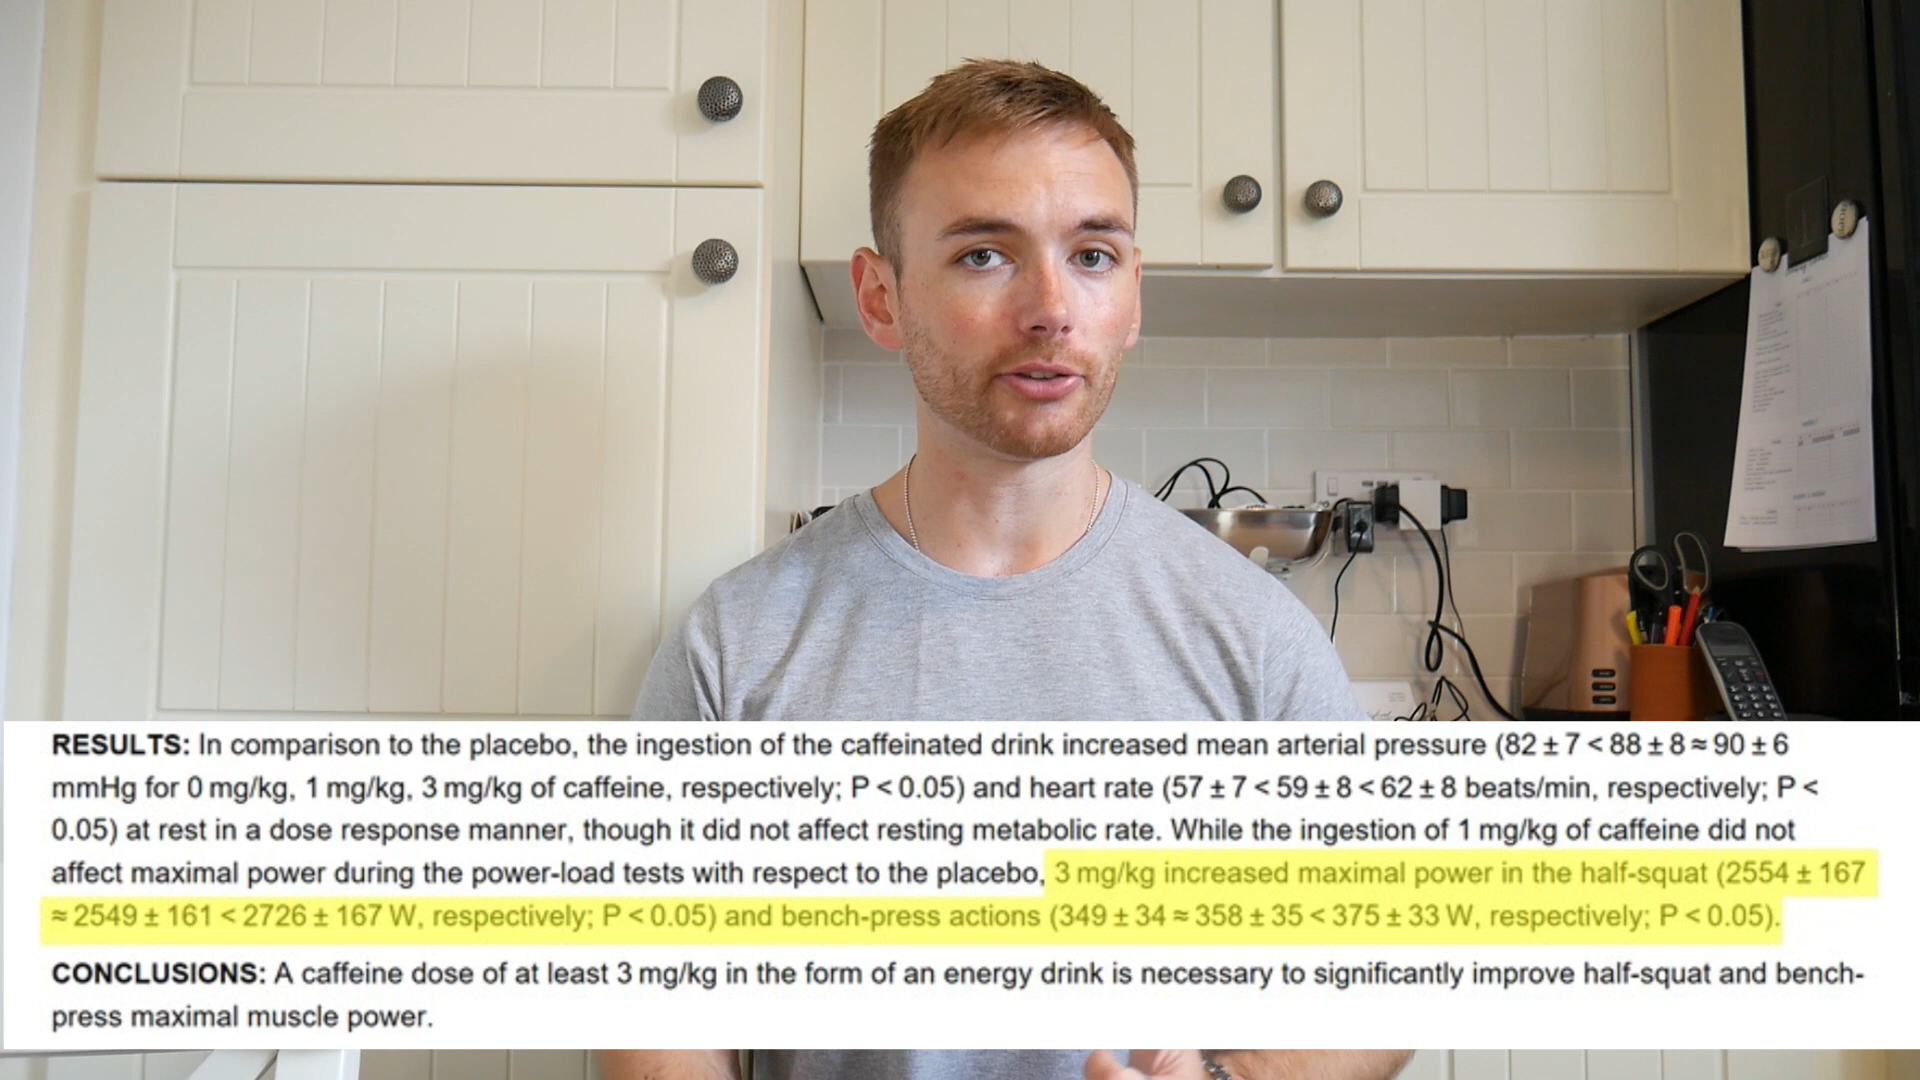 RESULTS: In comparison to the placebo, the ingestion of the caffeinated drink increased mean arterial pressure (82 ± 7 < 88 ± 8 ≈ 90 ± 6
mmHg for 0 mg/kg, 1 mg/kg, 3 mg/kg of caffeine, respectively; P < 0.05) and heart rate (57 ± 7 < 59 ± 8 < 62 ± 8 beats/min, respectively; P <
0.05) at rest in a dose response manner, though it did not affect resting metabolic rate. While the ingestion of 1 mg/kg of caffeine did not
affect maximal power during the power-load tests with respect to the placebo, 3 mg/kg increased maximal power in the half-squat (2554 ± 167
≈ 2549 ± 161 < 2726 ± 167 W, respectively; P < 0.05) and bench-press actions (349 ± 34 ≈ 358 ± 35 < 375 ± 33 W, respectively; P < 0.05).
CONCLUSIONS: A caffeine dose of at least 3 mg/kg in the form of an energy drink is necessary to significantly improve half-squat and bench-
press maximal muscle power.